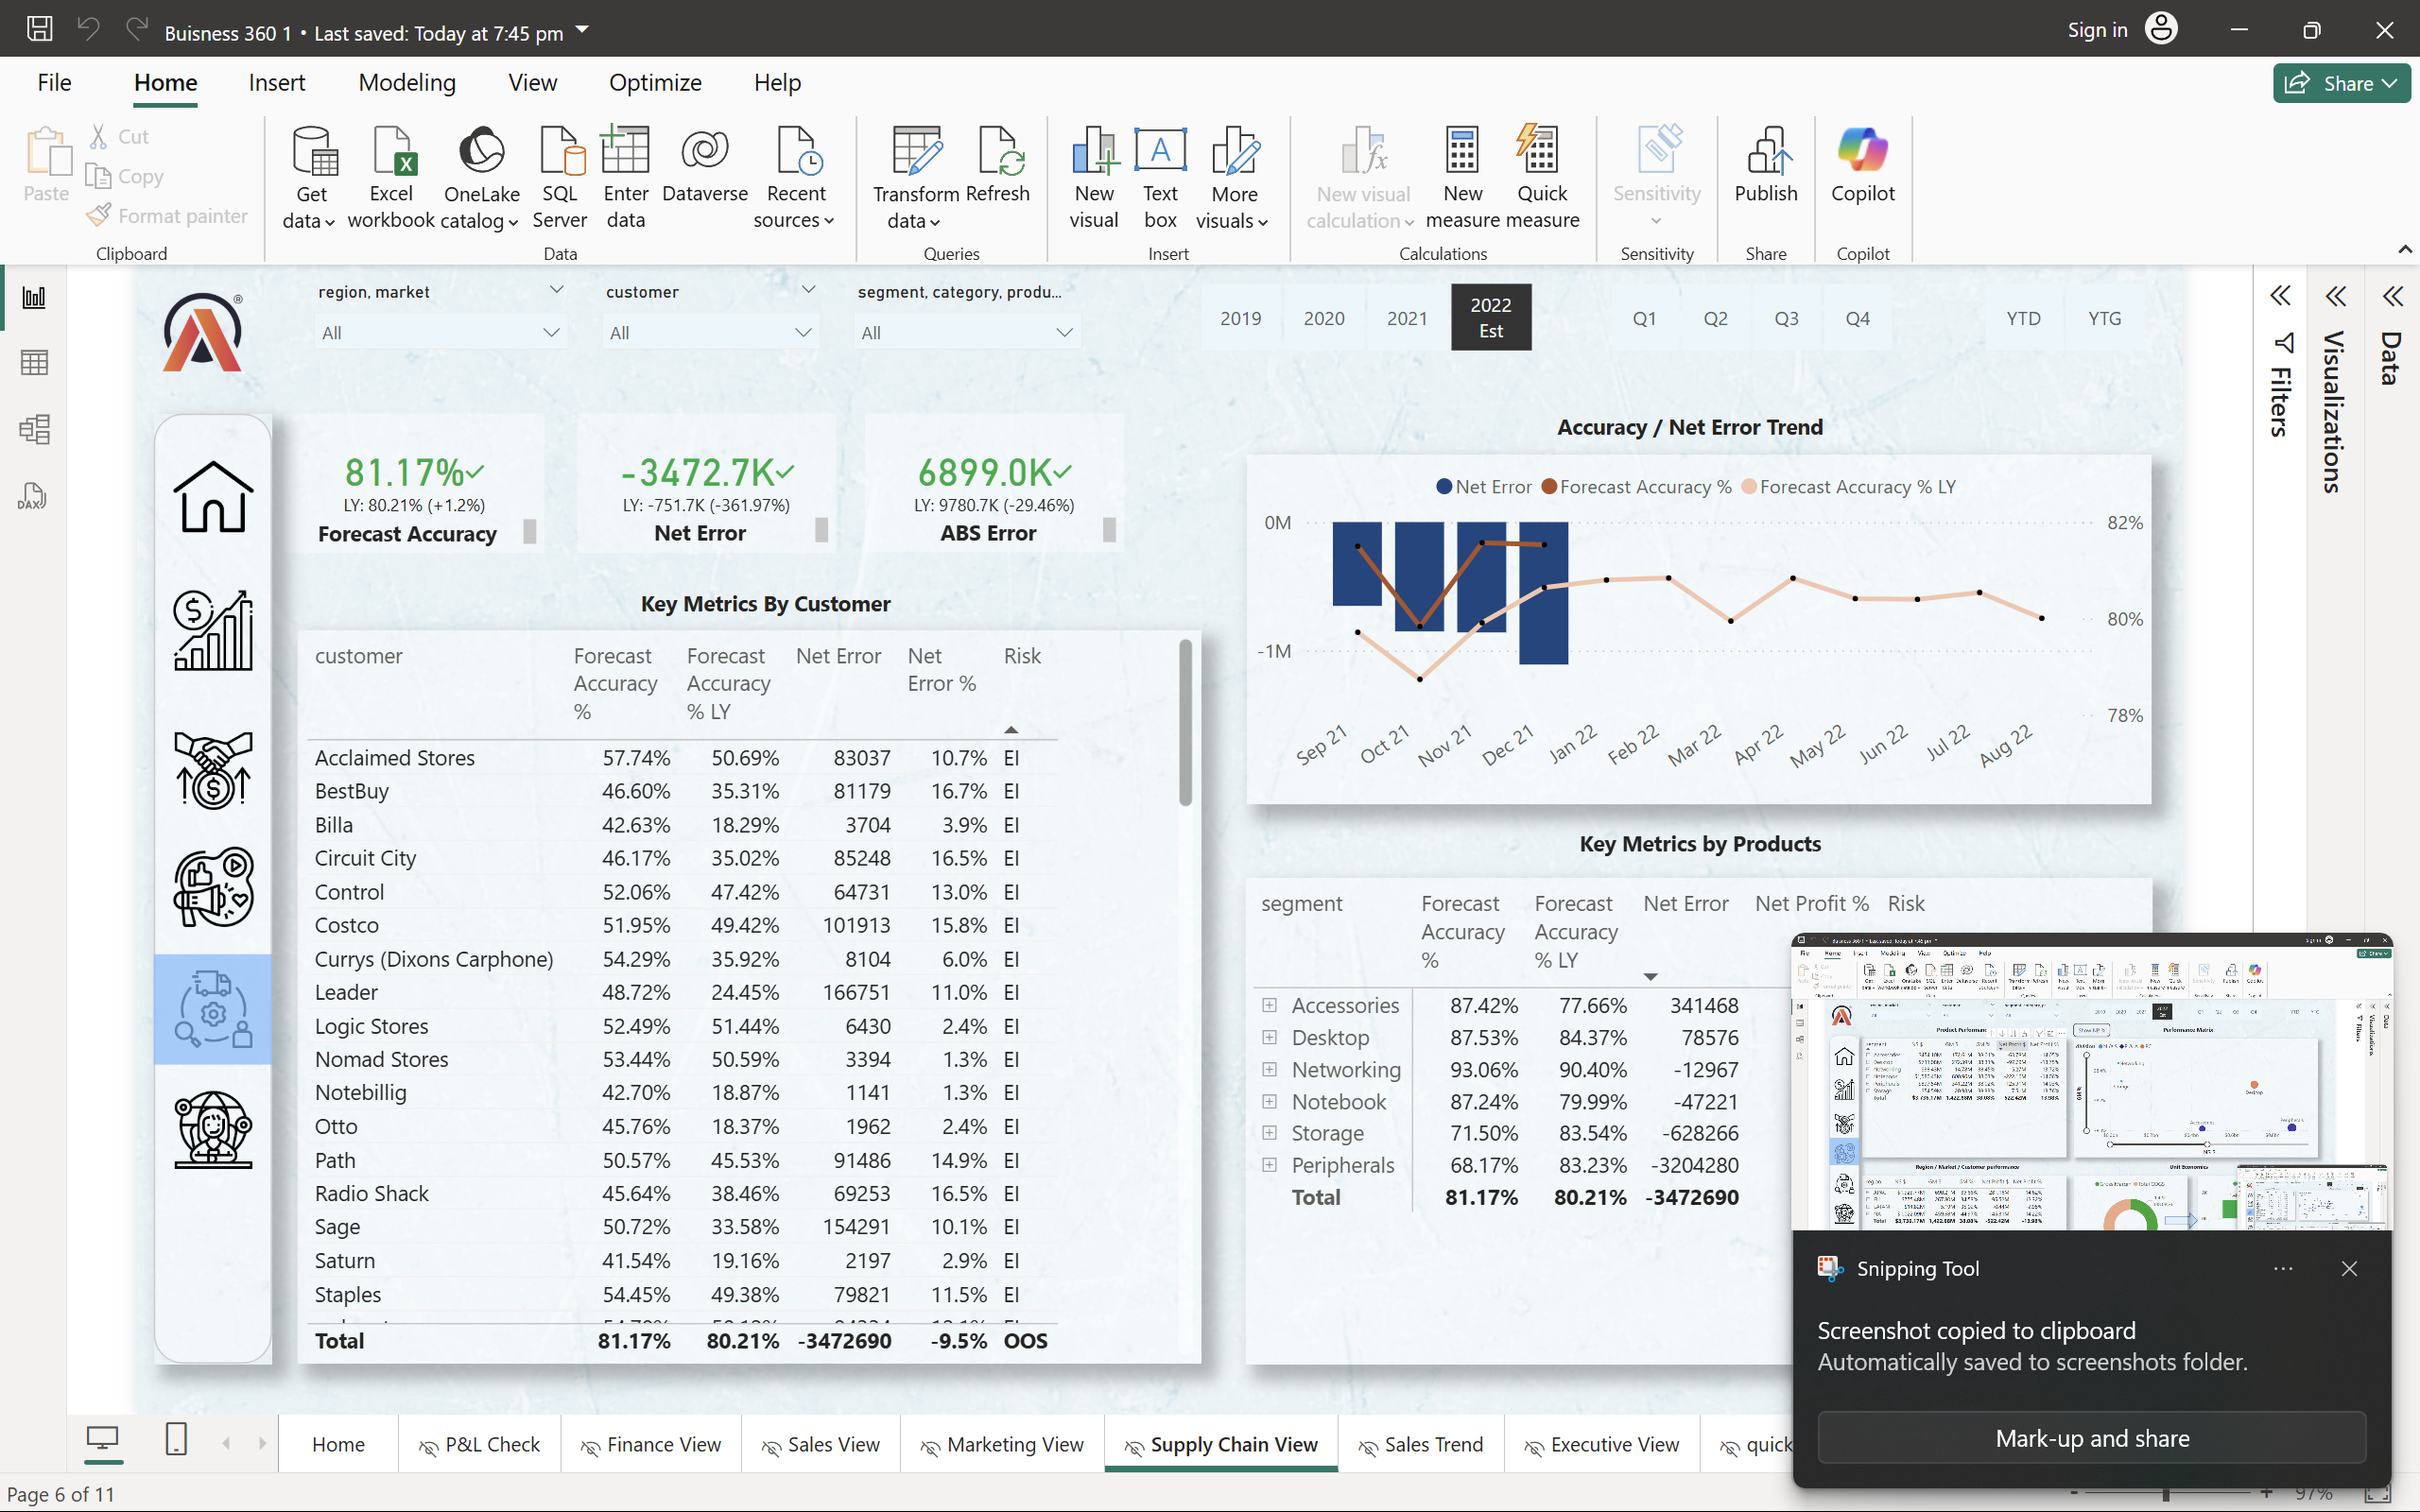 Buisness 360 1 • Last saved: Today at 7:45 pm
Sign in
File Home Insert Modeling View Optimize Help
Share
Paste
Cut
Copy
Format painter
Clipboard
Get data
Excel workbook
OneLake catalog
SQL Server
Enter data
Dataverse
Recent sources
Data
Transform data
Refresh
Queries
New visual
Text box
More visuals
Insert
New visual calculation
New measure
Quick measure
Calculations
Sensitivity
Sensitivity
Publish
Share
Copilot
Copilot
DAX
region, market
All
customer
All
segment, category, produ...
All
2019 2020 2021 2022 Est
Q1 Q2 Q3 Q4
YTD YTG
Filters
Visualizations
Data
81.17%
LY: 80.21% (+1.2%)
Forecast Accuracy
-3472.7K
LY: -751.7K (-361.97%)
Net Error
6899.0K
LY: 9780.7K (-29.46%)
ABS Error
Accuracy / Net Error Trend
Net Error Forecast Accuracy % Forecast Accuracy % LY
0M
-1M
82%
80%
78%
Sep 21 Oct 21 Nov 21 Dec 21 Jan 22 Feb 22 Mar 22 Apr 22 May 22 Jun 22 Jul 22 Aug 22
Key Metrics By Customer
customer Forecast Accuracy % Forecast Accuracy % LY Net Error Net Error % Risk
Acclaimed Stores 57.74% 50.69% 83037 10.7% EI
BestBuy 46.60% 35.31% 81179 16.7% EI
Billa 42.63% 18.29% 3704 3.9% EI
Circuit City 46.17% 35.02% 85248 16.5% EI
Control 52.06% 47.42% 64731 13.0% EI
Costco 51.95% 49.42% 101913 15.8% EI
Currys (Dixons Carphone) 54.29% 35.92% 8104 6.0% EI
Leader 48.72% 24.45% 166751 11.0% EI
Logic Stores 52.49% 51.44% 6430 2.4% EI
Nomad Stores 53.44% 50.59% 3394 1.3% EI
Notebillig 42.70% 18.87% 1141 1.3% EI
Otto 45.76% 18.37% 1962 2.4% EI
Path 50.57% 45.53% 91486 14.9% EI
Radio Shack 45.64% 38.46% 69253 16.5% EI
Sage 50.72% 33.58% 154291 10.1% EI
Saturn 41.54% 19.16% 2197 2.9% EI
Staples 54.45% 49.38% 79821 11.5% EI
Total 81.17% 80.21% -3472690 -9.5% OOS
Key Metrics by Products
segment Forecast Accuracy % Forecast Accuracy % LY Net Error Net Profit % Risk
Accessories 87.42% 77.66% 341468
Desktop 87.53% 84.37% 78576
Networking 93.06% 90.40% -12967
Notebook 87.24% 79.99% -47221
Storage 71.50% 83.54% -628266
Peripherals 68.17% 83.23% -3204280
Total 81.17% 80.21% -3472690
Snipping Tool
Screenshot copied to clipboard
Automatically saved to screenshots folder.
Mark-up and share
Home P&L Check Finance View Sales View Marketing View Supply Chain View Sales Trend Executive View quick
Page 6 of 11
97%